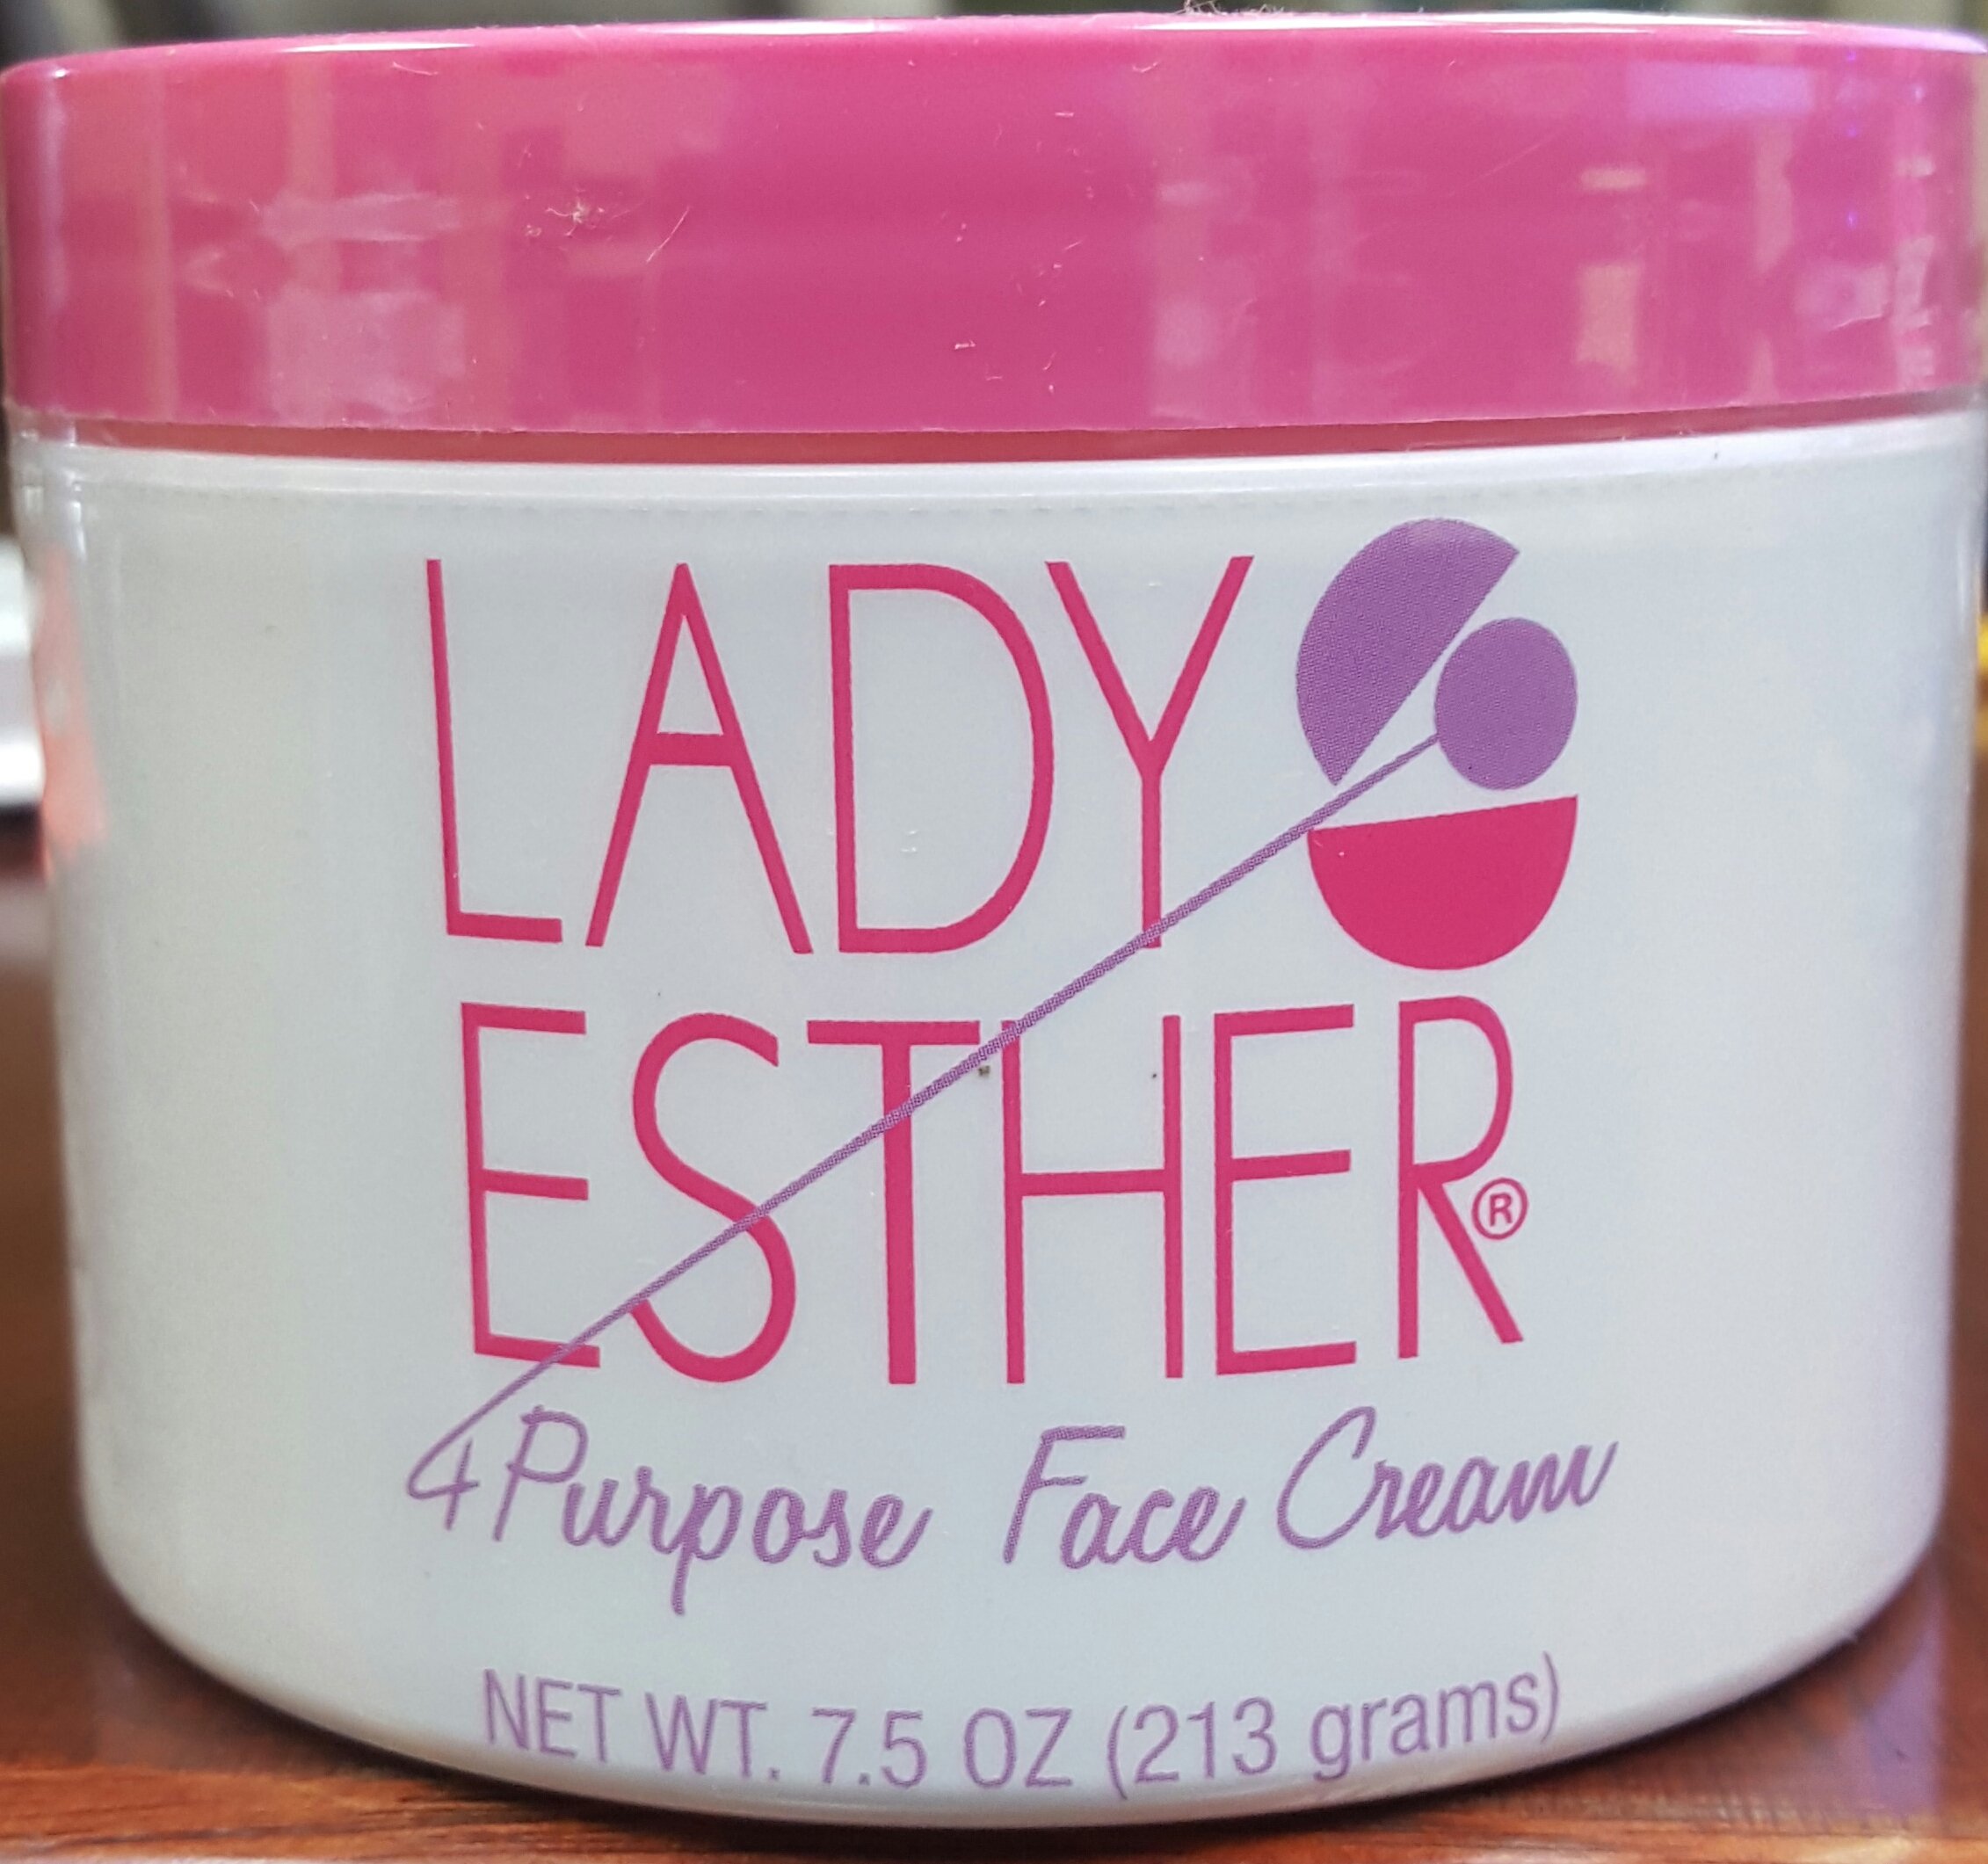 LADY
ESTHER®
4 Purpose Face Cream
NET WT. 7.5 OZ (213 grams)